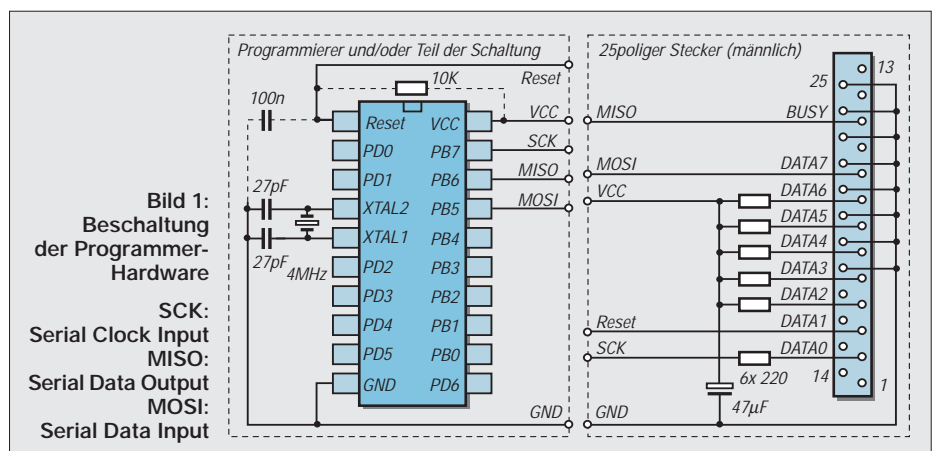 Programmierer und/oder Teil der Schaltung
Reset
10K
100n
VCC
SCK
MISO
MOSI
27pF
27pF
4MHz
Reset
PD0
PD1
XTAL2
XTAL1
PD2
PD3
PD4
PD5
GND
VCC
PB7
PB6
PB5
PB4
PB3
PB2
PB1
PB0
PD6
GND
25poliger Stecker (männlich)
13
25
MISO
BUSY
MOSI
DATA7
VCC
DATA6
DATA5
DATA4
DATA3
DATA2
Reset
DATA1
SCK
DATA0
6x 220
14
1
47µF
GND
Bild 1:
Beschaltung
der Programmer-
Hardware
SCK:
Serial Clock Input
MISO:
Serial Data Output
MOSI:
Serial Data Input